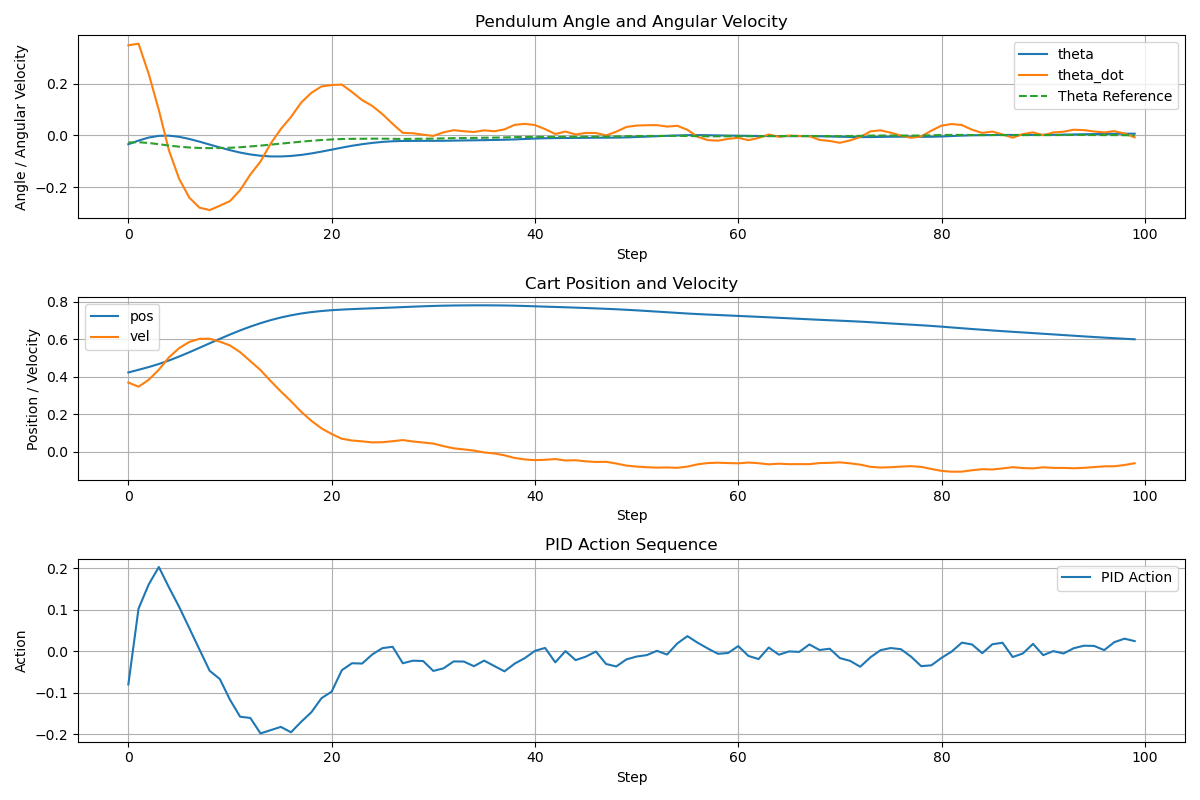 Pendulum Angle and Angular Velocity
Angle / Angular Velocity
0.2
0.0
−0.2
theta
theta_dot
Theta Reference
0 20 40 60 80 100
Step
Cart Position and Velocity
Position / Velocity
0.8
0.6
0.4
0.2
0.0
pos
vel
0 20 40 60 80 100
Step
PID Action Sequence
Action
0.2
0.1
0.0
−0.1
−0.2
PID Action
0 20 40 60 80 100
Step